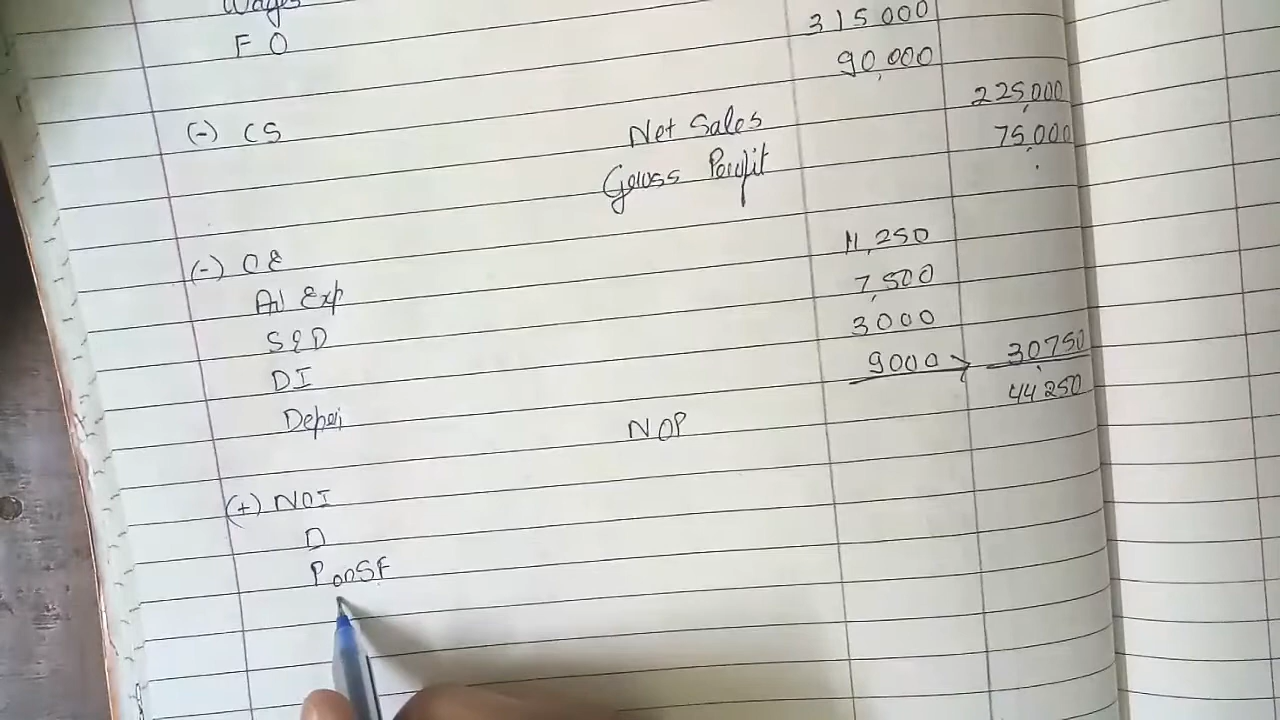 Wages
F O 315000
90,000
(-) CS Net Sales 225,000
Gross Profit 75,000
(-) OE
Ad Exp 11,250
S&D 7,500
DI 3000
Depri 9000 30750
NOP 44250
(+) NOI
D
P on SF